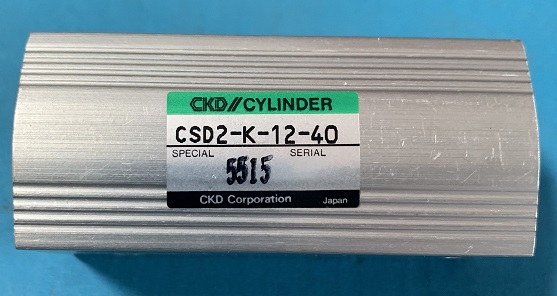 CKD//CYLINDER
CSD2-K-12-40
SPECIAL SERIAL
5515
CKD Corporation Japan